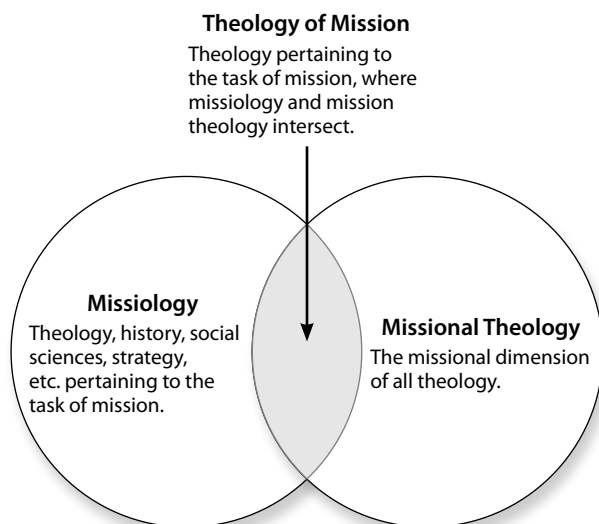 Theology of Mission
Theology pertaining to
the task of mission, where
missiology and mission
theology intersect.
Missiology
Theology, history, social
sciences, strategy,
etc. pertaining to the
task of mission.
Missional Theology
The missional dimension
of all theology.